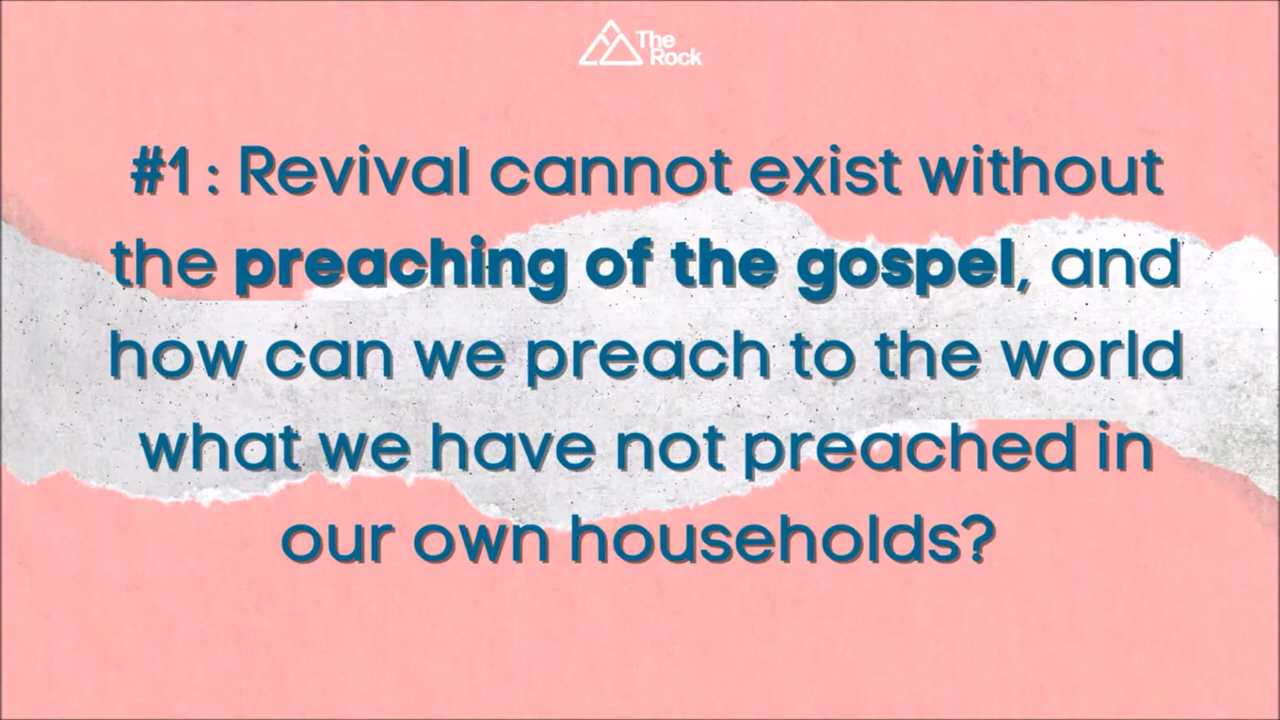 The
Rock
#1 : Revival cannot exist without
the preaching of the gospel, and
how can we preach to the world
what we have not preached in
our own households?